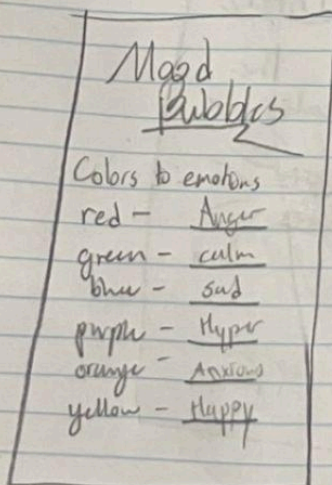 Mood
Bubbles
Colors to emotions
red - Anger
green - calm
blue - sad
purple - Hyper
orange - Anxious
yellow - Happy